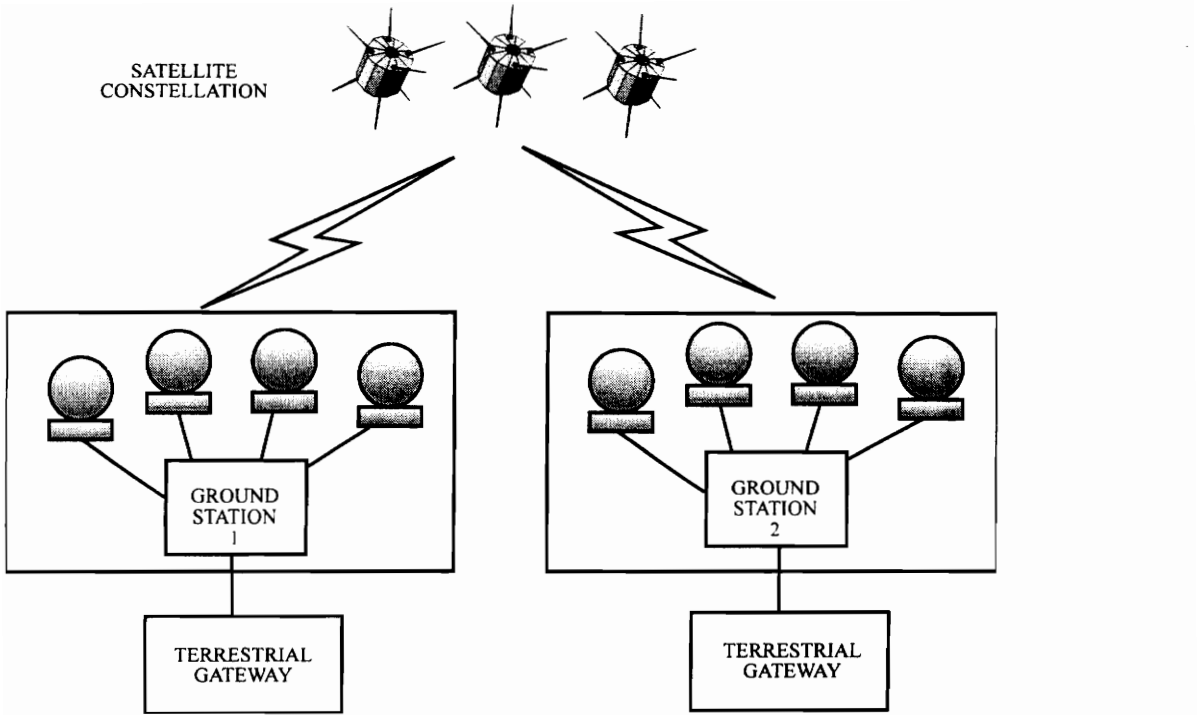 SATELLITE
CONSTELLATION
GROUND
STATION
1
GROUND
STATION
2
TERRESTRIAL
GATEWAY
TERRESTRIAL
GATEWAY